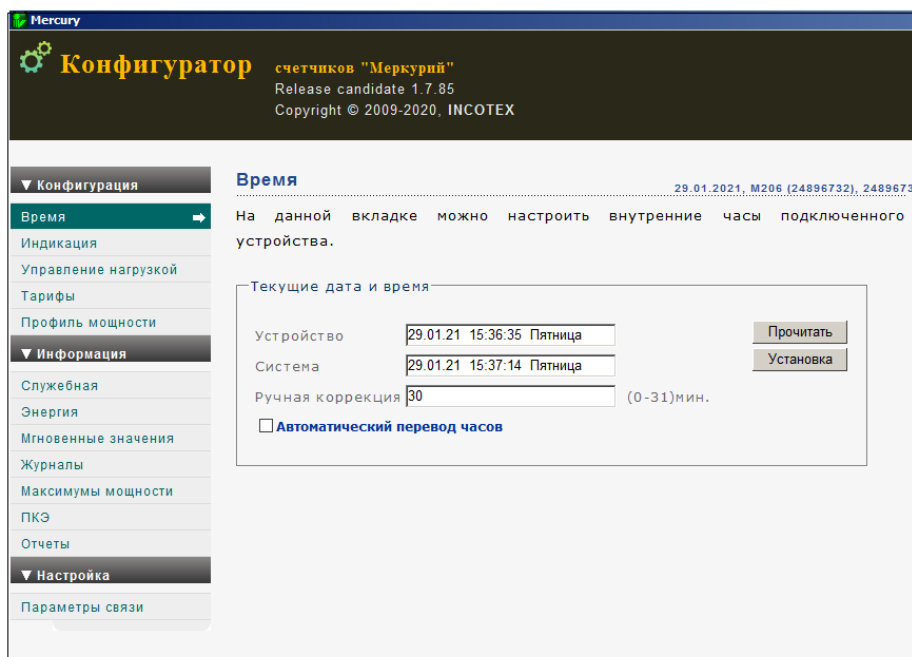 Mercury
Конфигуратор
счетчиков "Меркурий"
Release candidate 1.7.85
Copyright © 2009-2020, INCOTEX
▼ Конфигурация
Время
Индикация
Управление нагрузкой
Тарифы
Профиль мощности
▼ Информация
Служебная
Энергия
Мгновенные значения
Журналы
Максимумы мощности
ПКЭ
Отчеты
▼ Настройка
Параметры связи
Время
29.01.2021, M206 (24896732), 2489673
На данной вкладке можно настроить внутренние часы подключенного
устройства.
Текущие дата и время
Устройство 29.01.21 15:36:35 Пятница Прочитать
Система 29.01.21 15:37:14 Пятница Установка
Ручная коррекция 30 (0-31)мин.
Автоматический перевод часов